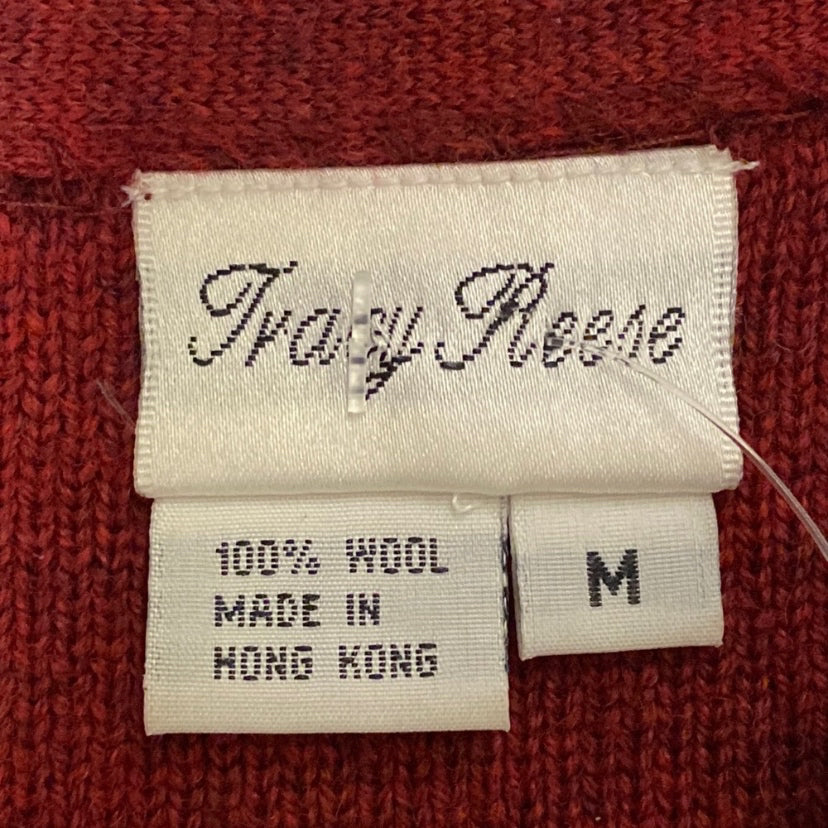 Tracy Reese
100% WOOL
MADE IN
HONG KONG
M